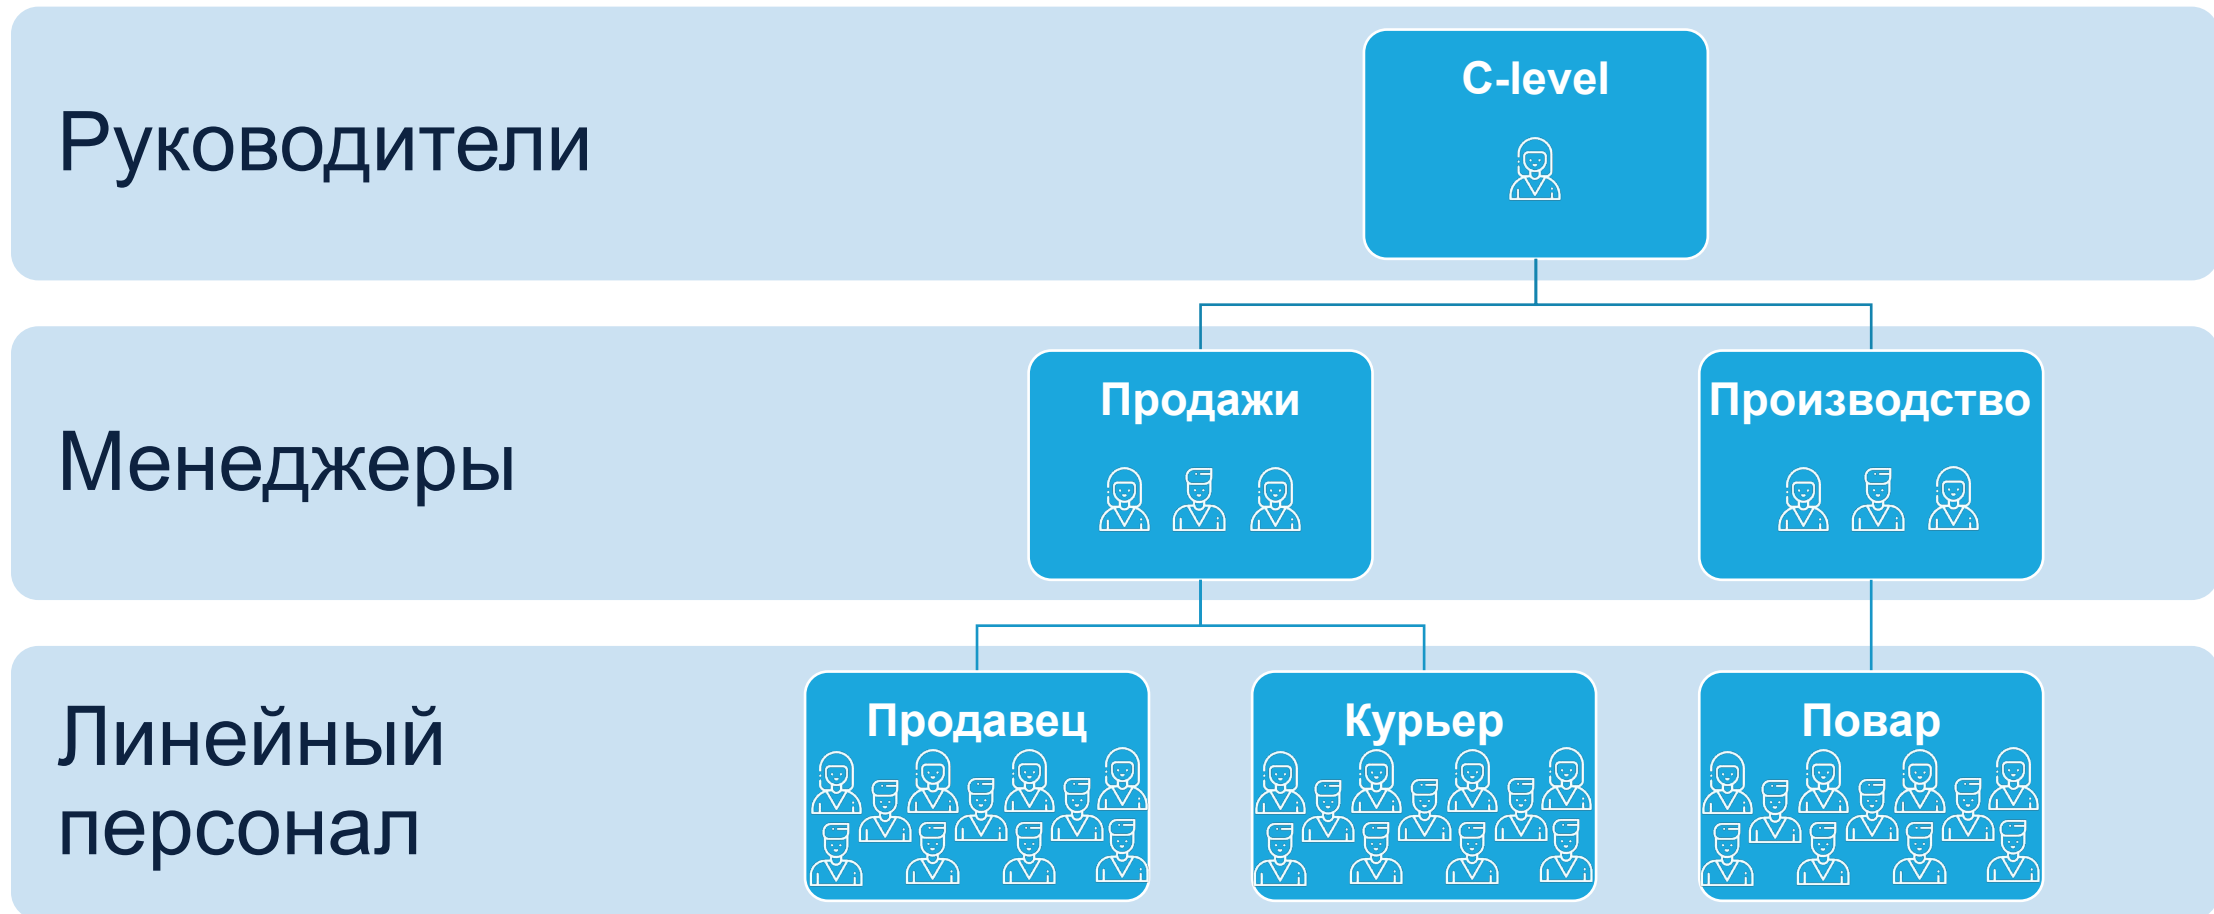 C-level
Руководители
Продажи
Производство
Менеджеры
Продавец
Курьер
Повар
Линейный
персонал